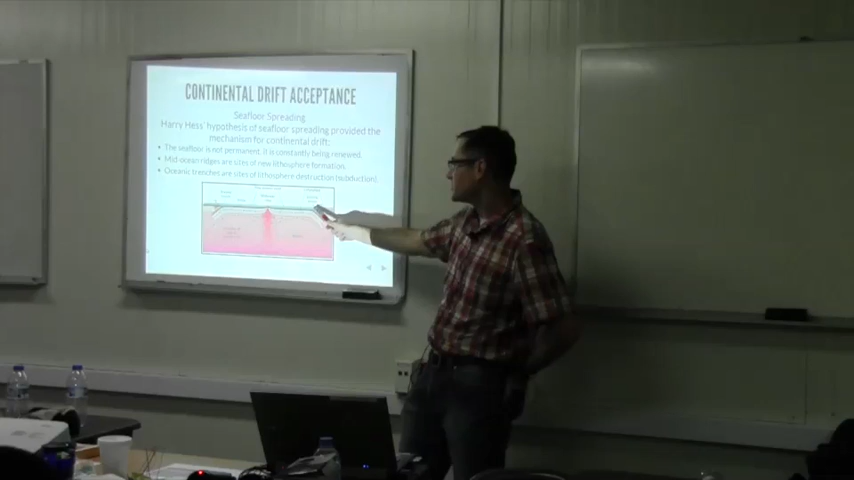 CONTINENTAL DRIFT ACCEPTANCE
Seafloor Spreading
Harry Hess' hypothesis of seafloor spreading provided the
mechanism for continental drift:
• The seafloor is not permanent. It is constantly being renewed.
• Mid ocean ridges are sites of new lithosphere formation.
• Oceanic trenches are sites of lithosphere destruction (subduction).